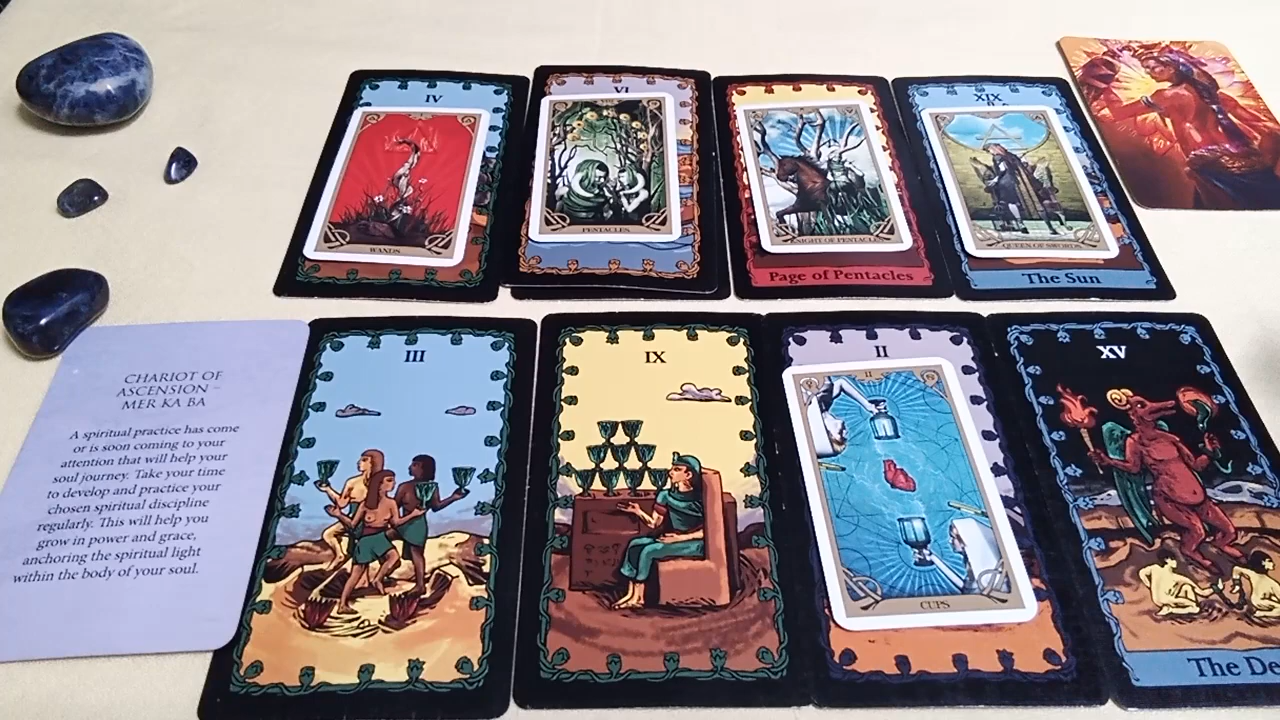 IV
WANDS
VI
PENTACLES
KNIGHT OF PENTACLES
Page of Pentacles
XIX
QUEEN OF SWORDS
The Sun
CHARIOT OF
ASCENSION –
MER KA BA
A spiritual practice has come
or is soon coming to your
attention that will help your
soul journey. Take your time
to develop and practice your
chosen spiritual discipline
regularly. This will help you
grow in power and grace,
anchoring the spiritual light
within the body of your soul.
III
IX
II
II
CUPS
XV
The De